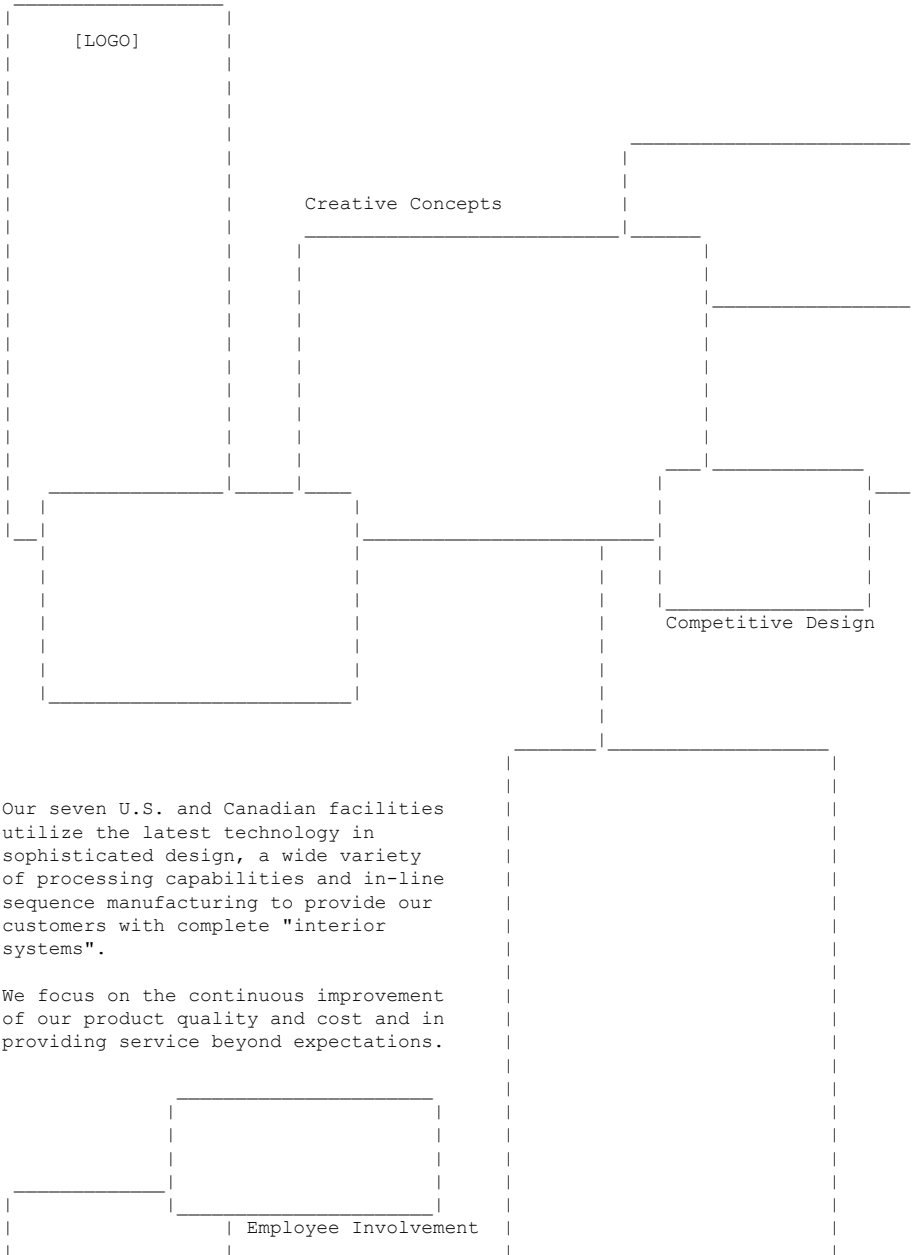 [LOGO]
Creative Concepts
Competitive Design
Our seven U.S. and Canadian facilities
utilize the latest technology in
sophisticated design, a wide variety
of processing capabilities and in-line
sequence manufacturing to provide our
customers with complete "interior
systems".
We focus on the continuous improvement
of our product quality and cost and in
providing service beyond expectations.
Employee Involvement